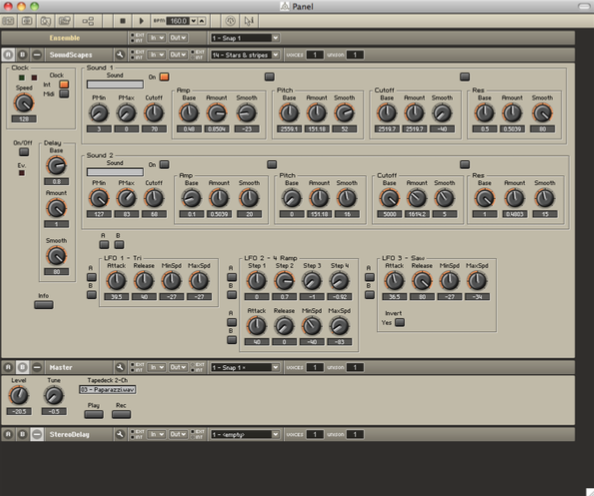 Panel
BPM 160.0
Ensemble In Out 1 - Snap 1
A B SoundScapes In Out 14 - Stars & stripes VOICES 1 UNISON 1
Clock Sound 1
Clock Int Midi Speed 128
Sound On
PMin PMax Cutoff
3 0 70
Amp
Base Amount Smooth
0.48 0.8504 -23
Pitch
Base Amount Smooth
2559.1 151.18 52
Cutoff
Base Amount Smooth
2519.7 2519.7 -40
Res
Base Amount Smooth
0.5 0.5039 80
On/Off
Ev.
Delay
Base
0.8
Amount
1
Smooth
80
Info
Sound 2
Sound On
PMin PMax Cutoff
127 83 66
Amp
Base Amount Smooth
0.1 0.5039 20
Pitch
Base Amount Smooth
0 151.18 16
Cutoff
Base Amount Smooth
5000 1614.2 5
Res
Base Amount Smooth
1 0.4883 15
A B
LFO 1 - Tri
A B
Attack Release MinSpd MaxSpd
39.5 40 -27 -27
LFO 2 - 4 Ramp
A B
Step 1 Step 2 Step 3 Step 4
0 0.7 -1 -0.92
A B
Attack Release MinSpd MaxSpd
40 0 -40 -83
LFO 3 - Saw
A B
Attack Release MinSpd MaxSpd
36.5 80 -27 -34
Invert
Yes
A B Master In Out 1 - Snap 1 VOICES 1 UNISON 1
Level Tune
-20.5 -0.5
Tapedeck 2-Ch
03 - Paparazzi.wav
Play Rec
A B StereoDelay In Out 1 - <empty> VOICES 1 UNISON 1